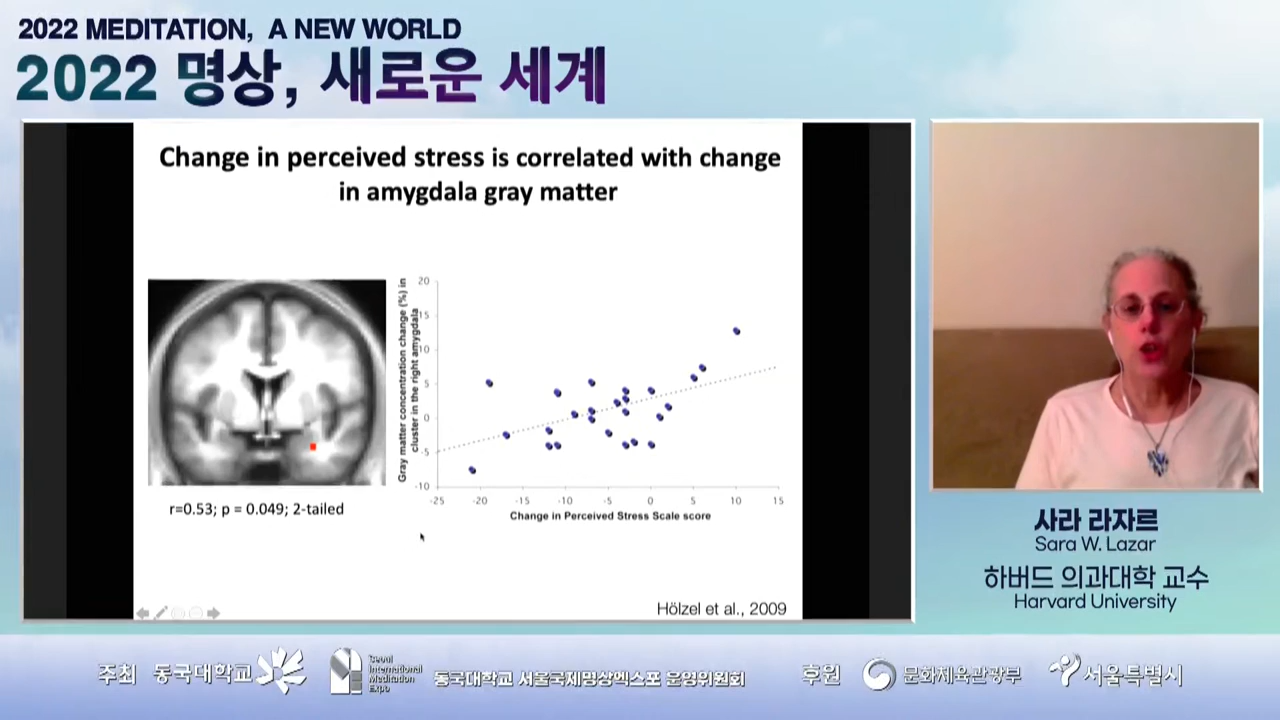 2022 MEDITATION, A NEW WORLD
2022 명상, 새로운 세계
Change in perceived stress is correlated with change
in amygdala gray matter
Gray matter concentration change (%) in
cluster in the right amygdala
20
15
10
5
0
-5
-10
-25
-20
-15
-10
-5
0
5
10
15
Change in Perceived Stress Scale score
r=0.53; p = 0.049; 2-tailed
Hölzel et al., 2009
사라 라자르
Sara W. Lazar
하버드 의과대학 교수
Harvard University
주최 동국대학교
Seoul
International
Meditation
Expo
동국대학교 서울국제명상엑스포 운영위원회
후원 문화체육관광부 서울특별시